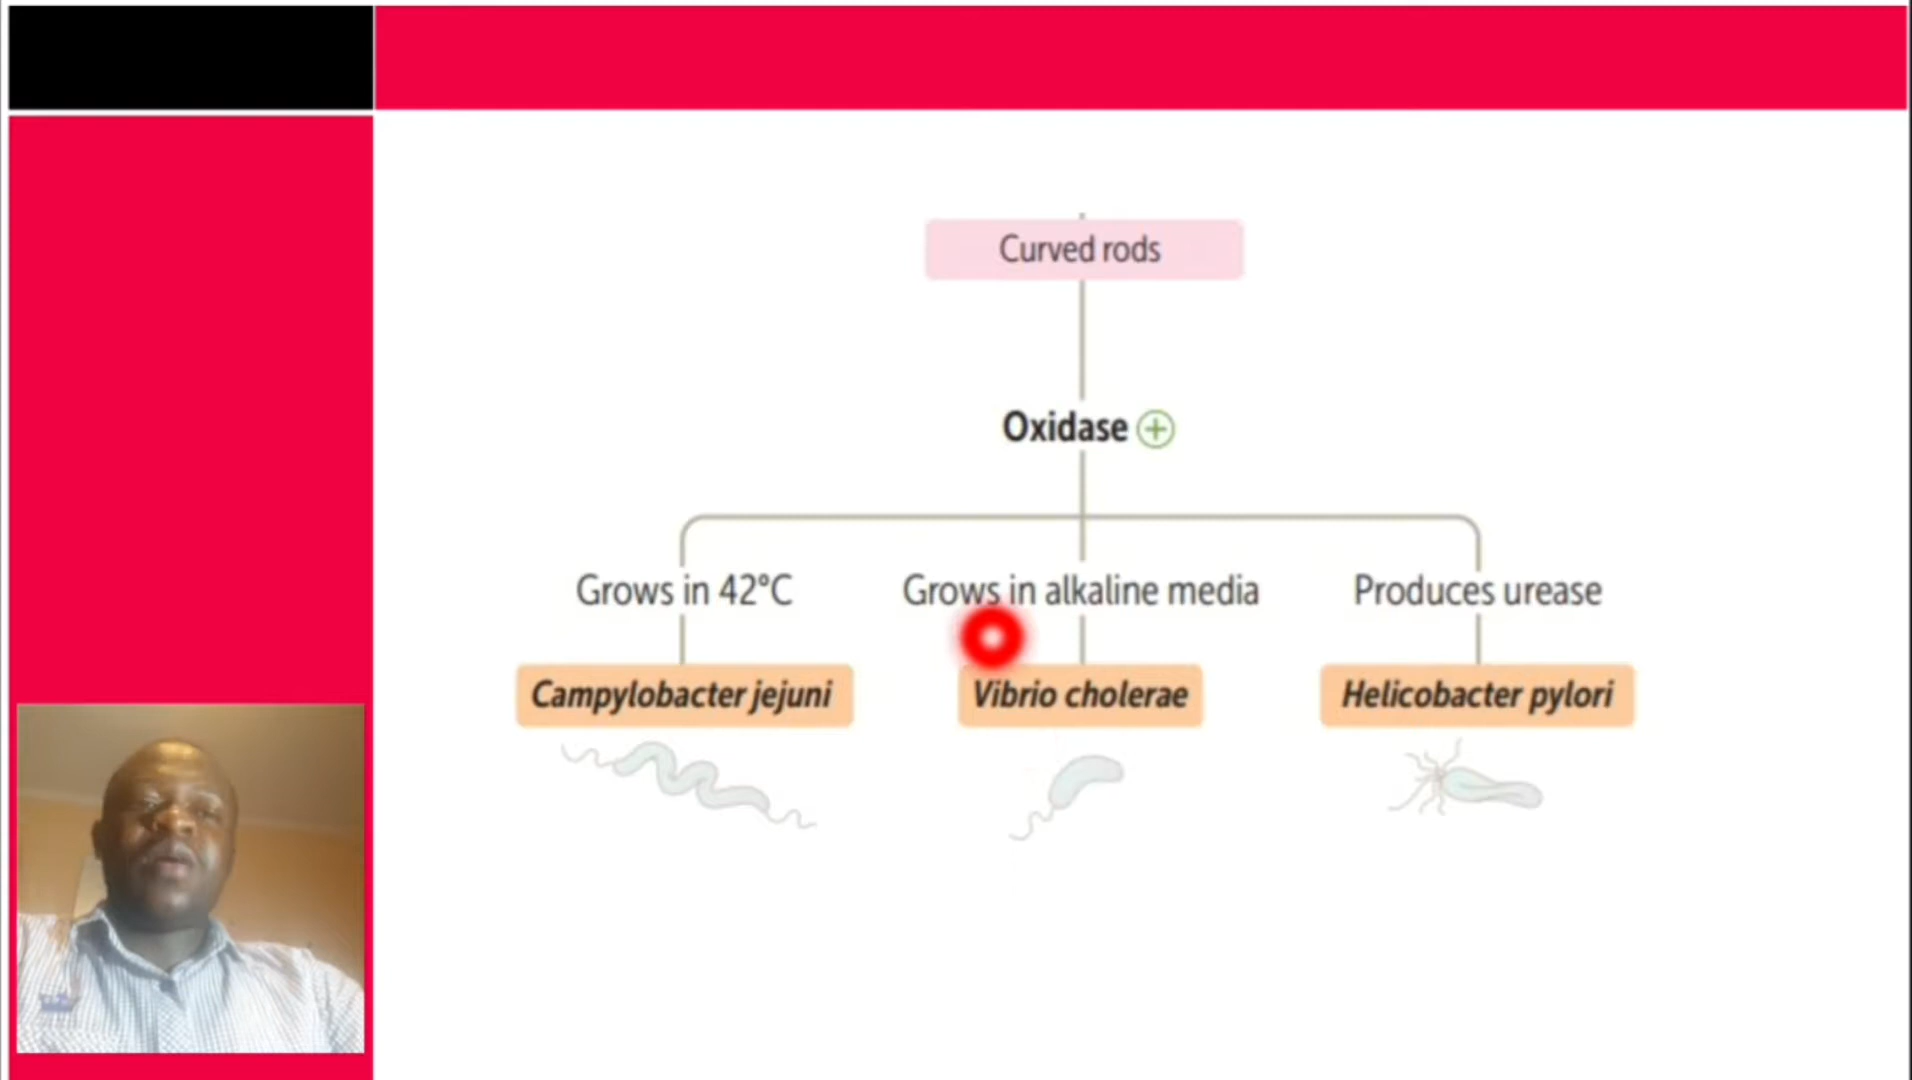 Curved rods
Oxidase +
Grows in 42°C
Grows in alkaline media
Produces urease
Campylobacter jejuni
Vibrio cholerae
Helicobacter pylori